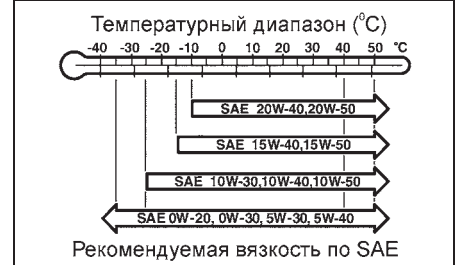 Температурный диапазон (°C)
-40 -30 -20 -10 0 10 20 30 40 50 °C
SAE 20W-40,20W-50
SAE 15W-40,15W-50
SAE 10W-30,10W-40,10W-50
SAE 0W-20, 0W-30, 5W-30, 5W-40
Рекомендуемая вязкость по SAE